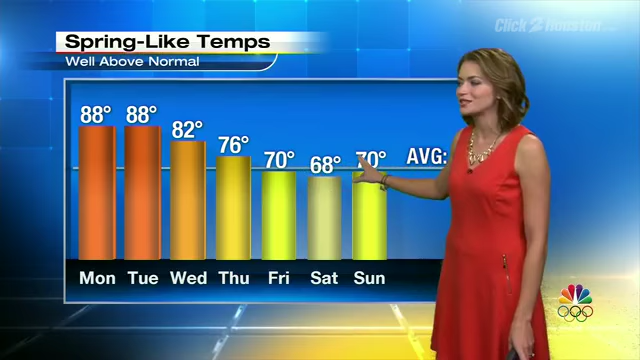 Click2Houston.com
Spring-Like Temps
Well Above Normal
88° 88° 82° 76° 70° 68° 70° AVG:
Mon Tue Wed Thu Fri Sat Sun